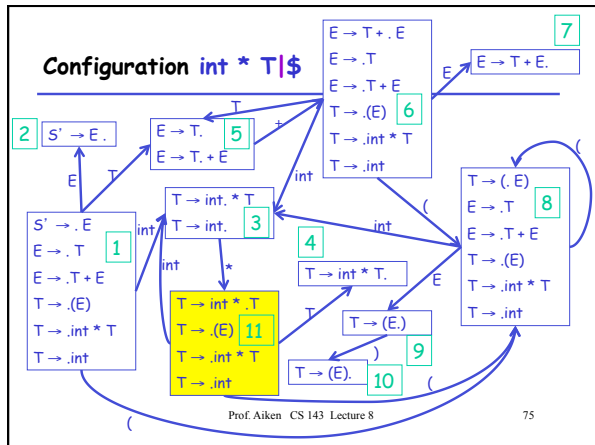 Configuration int * T|$
7
E → T + . E
E → .T
E → .T + E
T → .(E)
6
T → .int * T
T → .int
E
E → T + E.
2
S' → E .
E → T.
5
E → T. + E
T
+
int
(
(
E
T
T → int. * T
T → int.
3
int
int
*
int
T → (. E)
E → .T
8
E → .T + E
T → .(E)
T → .int * T
T → .int
S' → . E
E → . T
1
E → .T + E
T → .(E)
T → .int * T
T → .int
4
T → int * T.
T
E
T → int * .T
T → .(E)
11
T → .int * T
T → .int
T → (E.)
9
)
T → (E).
10
(
(
Prof. Aiken CS 143 Lecture 8
75